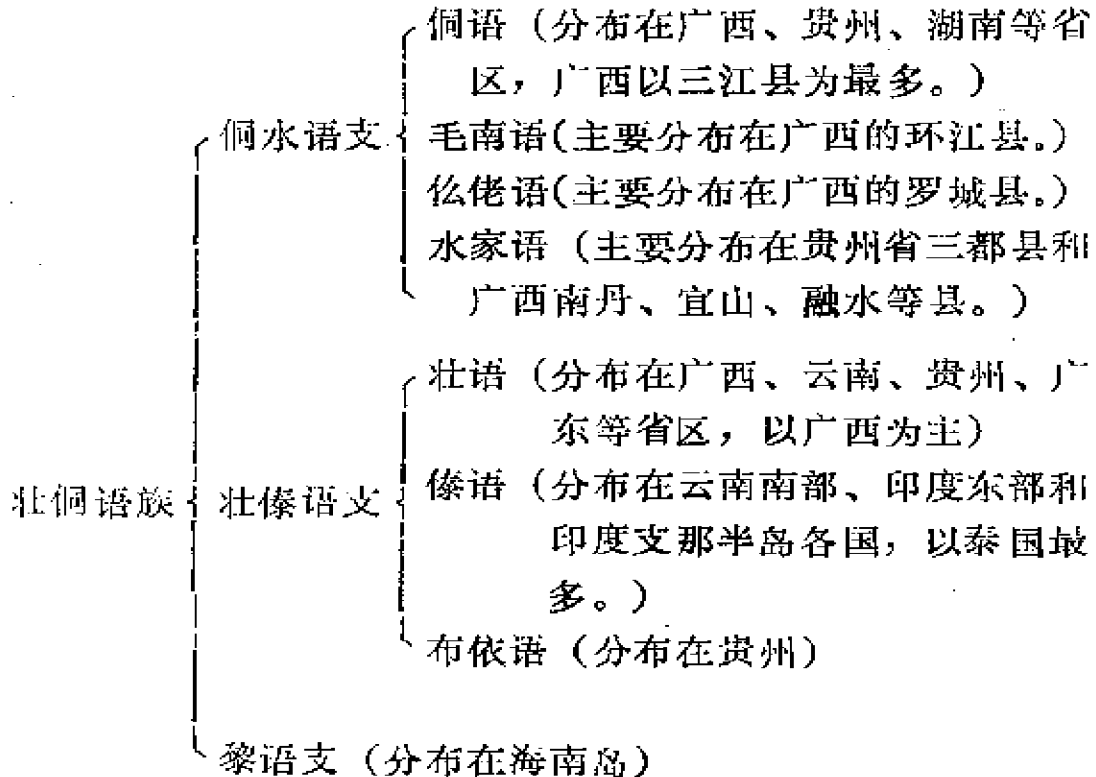 侗语（分布在广西、贵州、湖南等省
区，广西以三江县为最多。）
侗水语支
毛南语(主要分布在广西的环江县。)
仫佬语(主要分布在广西的罗城县。)
水家语（主要分布在贵州省三都县和
广西南丹、宜山、融水等县。）
壮语（分布在广西、云南、贵州、广
东等省区，以广西为主）
壮侗语族
壮傣语支
傣语（分布在云南南部、印度东部和
印度支那半岛各国，以泰国最
多。）
布依语（分布在贵州）
黎语支（分布在海南岛）